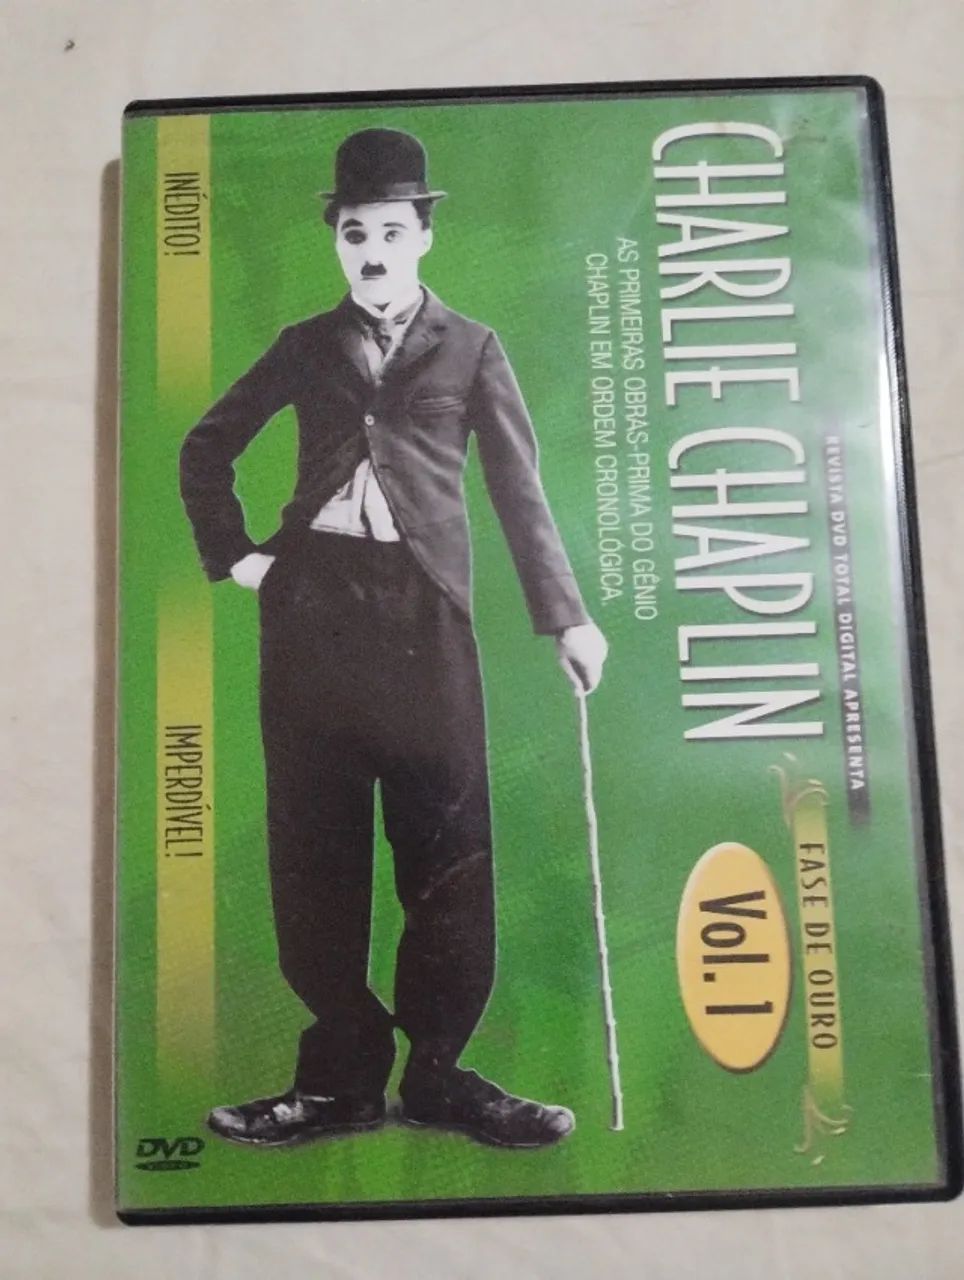 REVISTA DVD TOTAL DIGITAL APRESENTA
CHARLIE CHAPLIN
FASE DE OURO
Vol. 1
AS PRIMEIRAS OBRAS-PRIMA DO GÊNIO
CHAPLIN EM ORDEM CRONOLÓGICA.
INÉDITO!
IMPERDÍVEL!
DVD